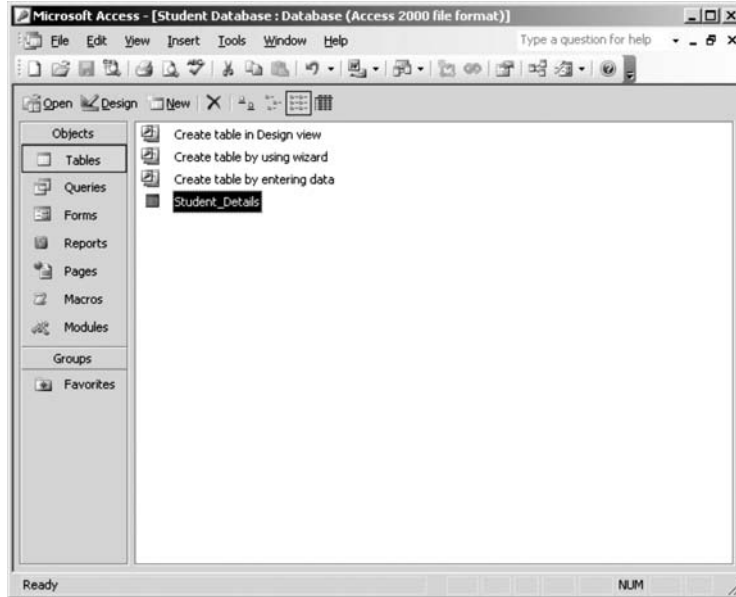 Microsoft Access - [Student Database : Database (Access 2000 file format)]
File Edit View Insert Tools Window Help Type a question for help
Open Design New
Objects
Tables
Queries
Forms
Reports
Pages
Macros
Modules
Groups
Favorites
Create table in Design view
Create table by using wizard
Create table by entering data
Student_Details
Ready NUM